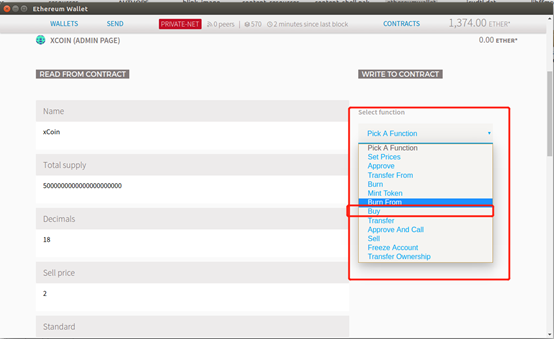 Ethereum Wallet
WALLETS SEND PRIVATE-NET 0 peers | 570 2 minutes since last block CONTRACTS 1,374.00 ETHER*
XCOIN (ADMIN PAGE) 0.00 ETHER*
READ FROM CONTRACT
Name
xCoin
Total supply
Decimals
18
Sell price
2
Standard
WRITE TO CONTRACT
Select function
Pick A Function
Pick A Function
Set Prices
Approve
Transfer From
Burn
Mint Token
Burn From
Buy
Transfer
Approve And Call
Sell
Freeze Account
Transfer Ownership